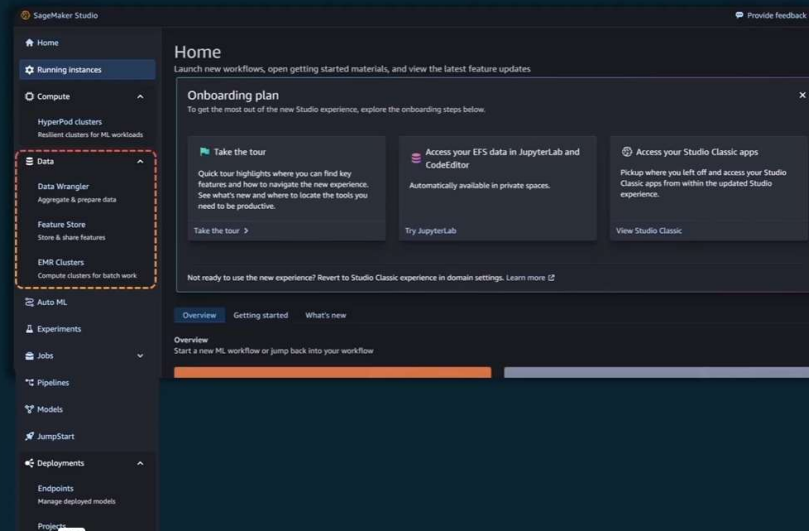 SageMaker Studio
Provide feedback
Home
Running instances
Compute
HyperPod clusters
Resilient clusters for ML workloads
Data
Data Wrangler
Aggregate & prepare data
Feature Store
Store & share features
EMR Clusters
Compute clusters for batch work
Auto ML
Experiments
Jobs
Pipelines
Models
JumpStart
Deployments
Endpoints
Manage deployed models
Projects
Home
Launch new workflows, open getting started materials, and view the latest feature updates
Onboarding plan
To get the most out of the new Studio experience, explore the onboarding steps below.
Take the tour
Quick tour highlights where you can find key
features and how to navigate the new experience.
See what's new and where to locate the tools you
need to be productive.
Take the tour
Access your EFS data in JupyterLab and
CodeEditor
Automatically available in private spaces.
Try JupyterLab
Access your Studio Classic apps
Pickup where you left off and access your Studio
Classic apps from within the updated Studio
experience.
View Studio Classic
Not ready to use the new experience? Revert to Studio Classic experience in domain settings. Learn more
Overview
Getting started
What's new
Overview
Start a new ML workflow or jump back into your workflow